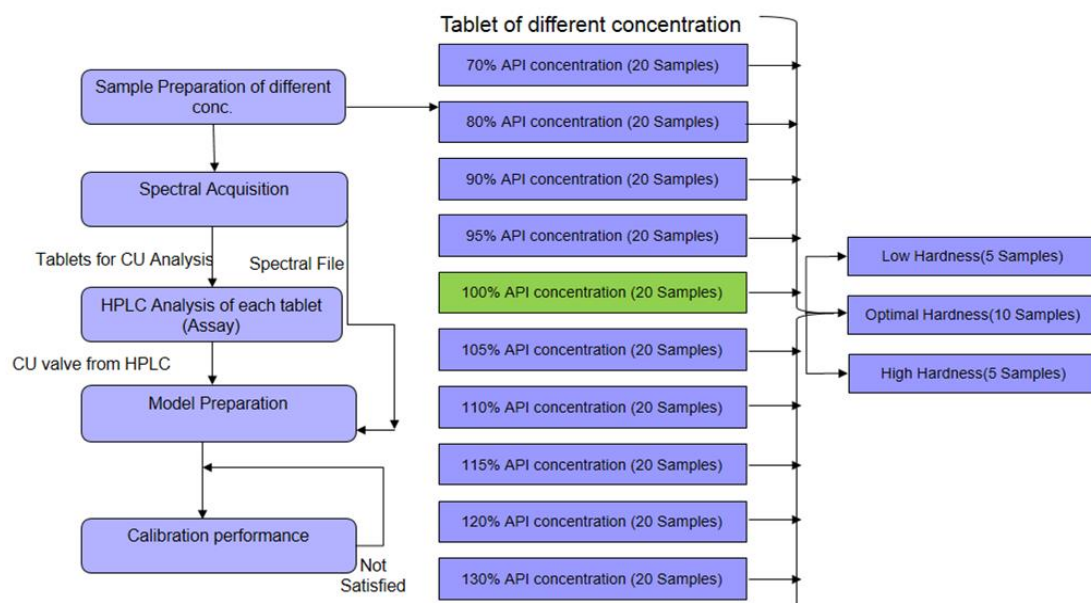 Tablet of different concentration
Sample Preparation of different
conc.
Spectral Acquisition
Tablets for CU Analysis
Spectral File
HPLC Analysis of each tablet
(Assay)
CU valve from HPLC
Model Preparation
Calibration performance
Not
Satisfied
70% API concentration (20 Samples)
80% API concentration (20 Samples)
90% API concentration (20 Samples)
95% API concentration (20 Samples)
100% API concentration (20 Samples)
105% API concentration (20 Samples)
110% API concentration (20 Samples)
115% API concentration (20 Samples)
120% API concentration (20 Samples)
130% API concentration (20 Samples)
Low Hardness(5 Samples)
Optimal Hardness(10 Samples)
High Hardness(5 Samples)